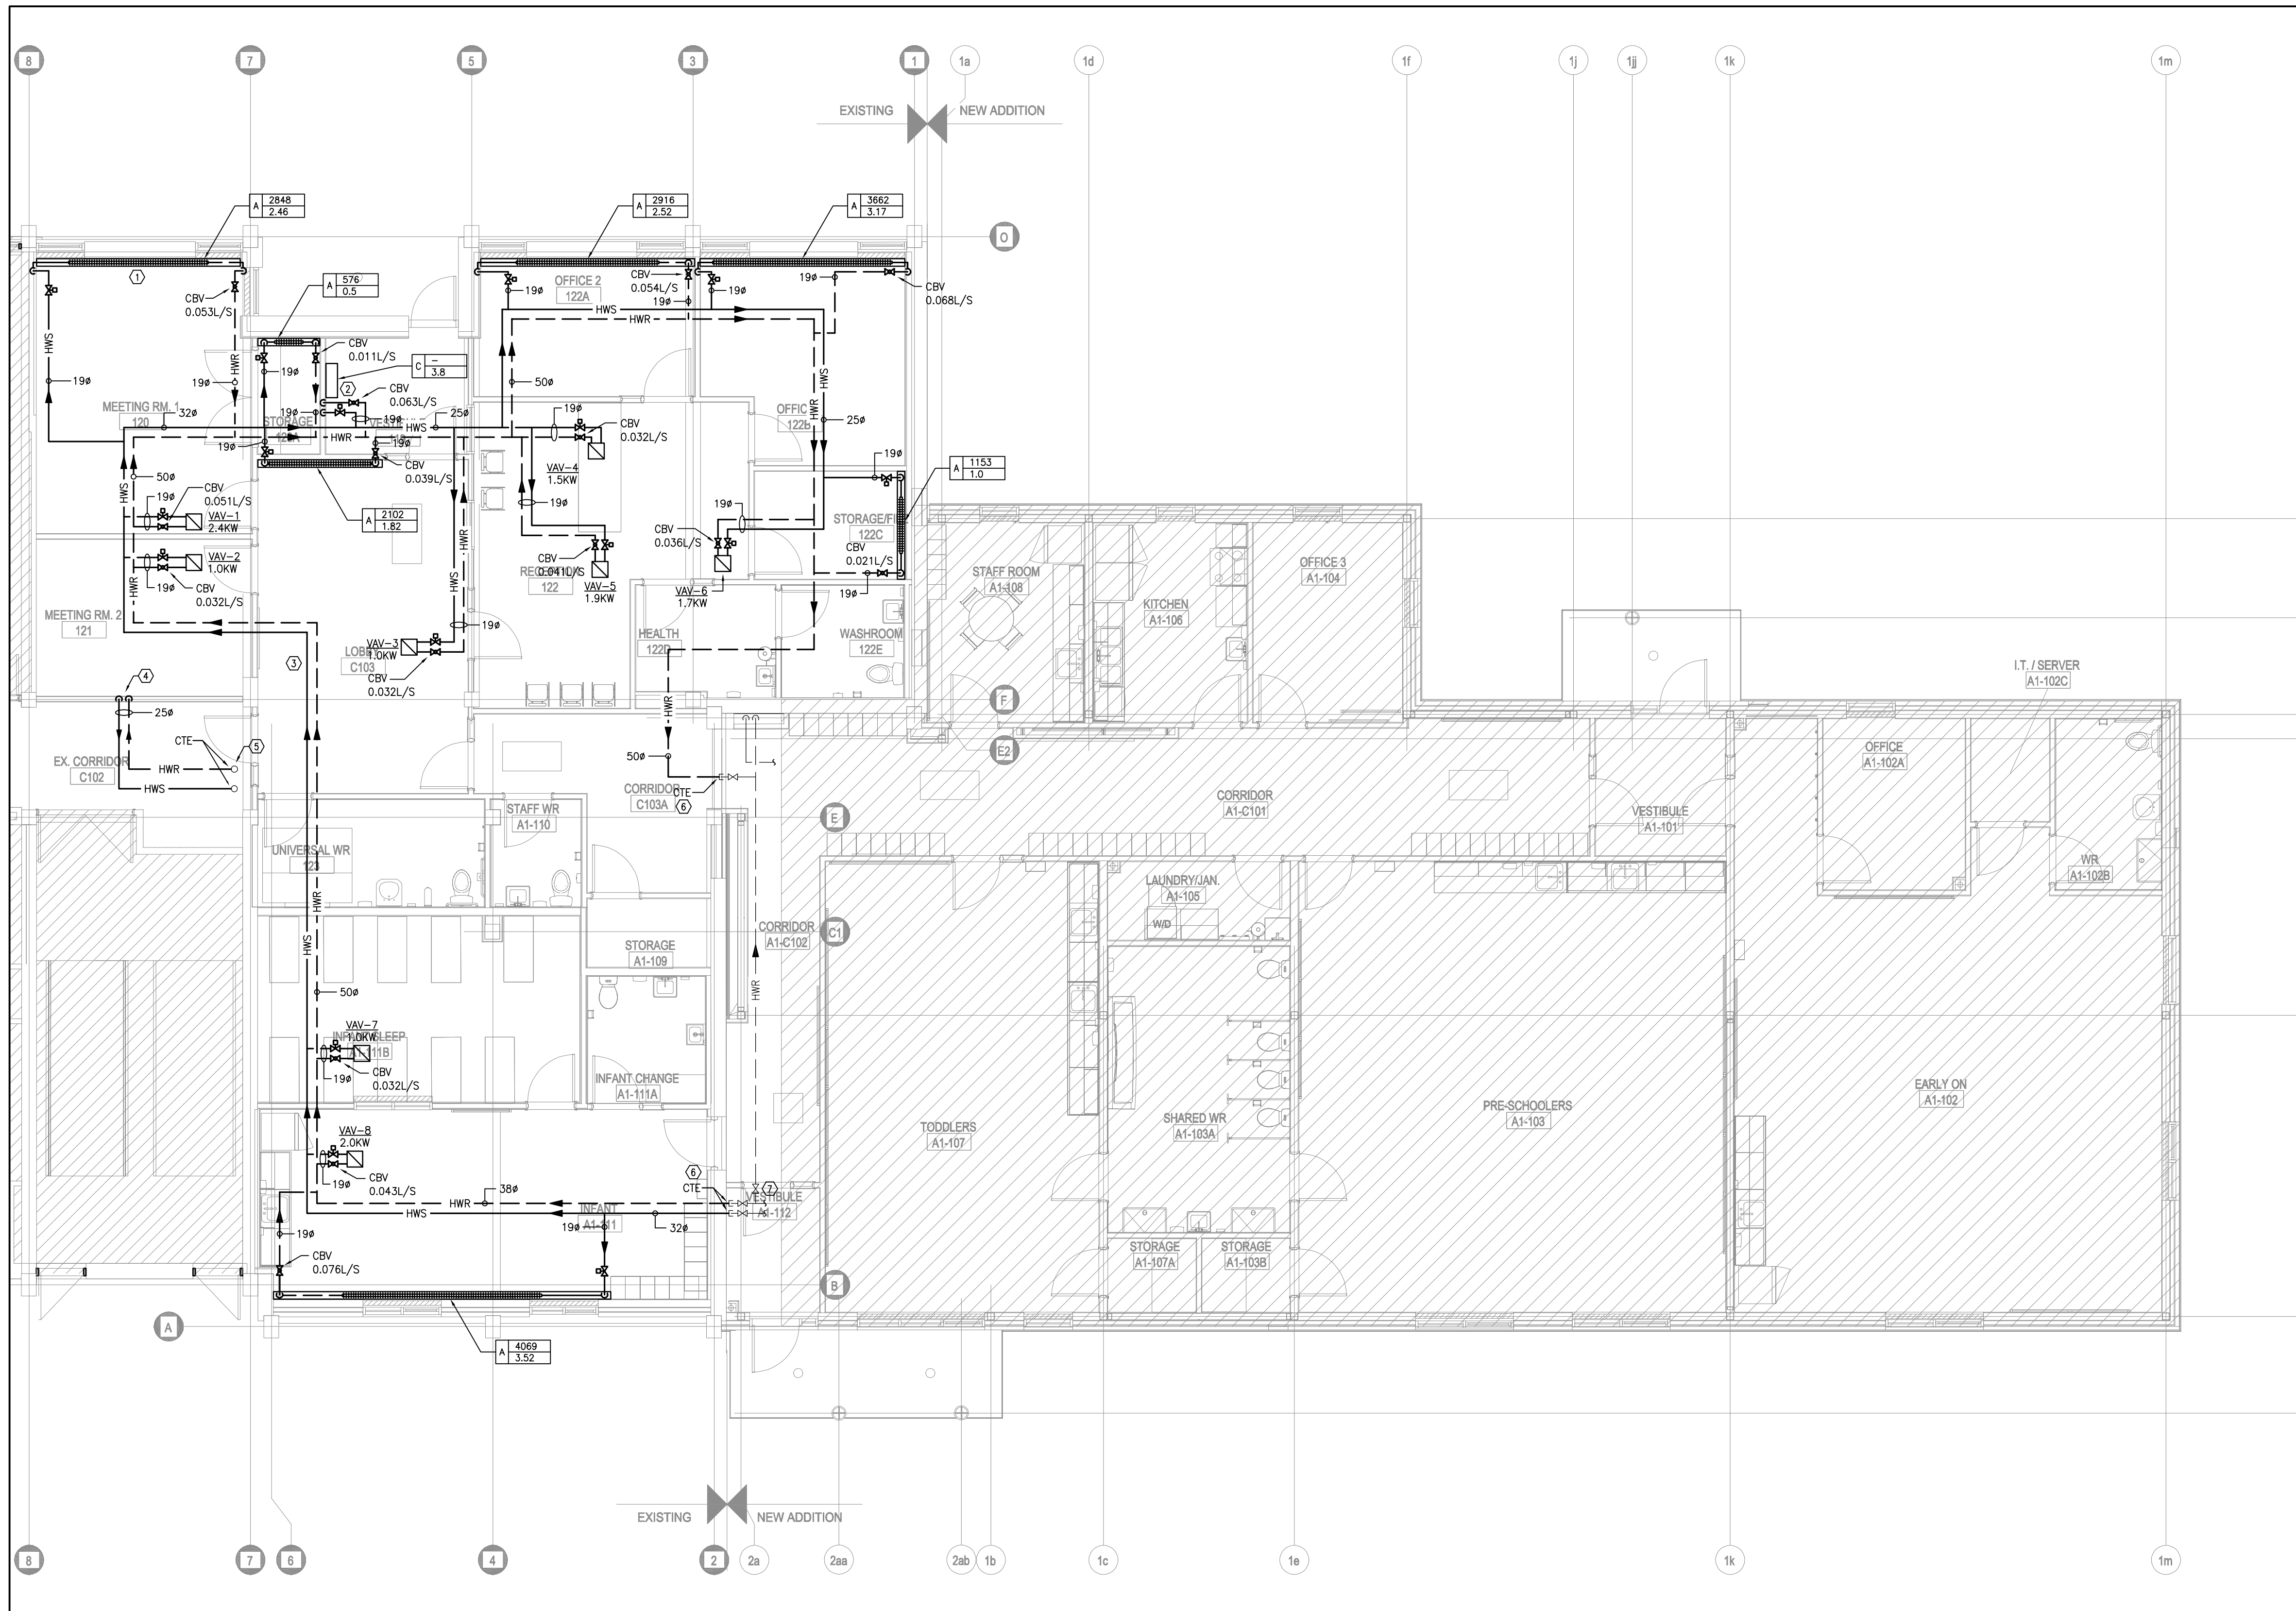 8
7
5
3
1
1a
1d
1f
1j
1jj
1k
1m
EXISTING
NEW ADDITION
A
2848
2.46
A
2916
2.52
A
3662
3.17
O
1
CBV
0.053L/S
A
576
0.5
OFFICE 2
122A
CBV
0.054L/S
19ø
19ø
19ø
19ø
CBV
0.068L/S
HWS
HWR
HWS
HWR
19ø
19ø
CBV
0.011L/S
19ø
C
–
3.8
2
CBV
0.063L/S
50ø
HWS
HWR
25ø
MEETING RM. 1
120
32ø
19ø
19ø
25ø
HWS
HWR
19ø
19ø
STORAGE
CBV
0.039L/S
19ø
CBV
0.032L/S
VAV-4
1.5KW
19ø
122B
19ø
A
1153
1.0
50ø
HWS
19ø
CBV
0.051L/S
VAV-1
2.4KW
A
2102
1.82
19ø
CBV
0.036L/S
122C
CBV
0.021L/S
19ø
VAV-2
1.0KW
19ø
CBV
0.032L/S
HWR
HWR
HWS
CBV
0.041L/S
122
VAV-5
1.9KW
VAV-6
1.7KW
STAFF ROOM
A1-108
KITCHEN
A1-106
OFFICE 3
A1-104
MEETING RM. 2
121
3
19ø
VAV-3
1.0KW
LOBBY
C103
CBV
0.032L/S
HEALTH
122D
WASHROOM
122E
I.T. / SERVER
A1-102C
4
25ø
CTE
5
EX. CORRIDOR
C102
HWR
HWS
HWR
F
E2
50ø
CTE
6
CORRIDOR
C103A
OFFICE
A1-102A
CORRIDOR
A1-C101
VESTIBULE
A1-101
STAFF WR
A1-110
E
UNIVERSAL WR
123
WR
A1-102B
LAUNDRY/JAN.
A1-105
W/D
HWR
HWS
CORRIDOR
A1-C102
C1
STORAGE
A1-109
50ø
HWR
VAV-7
1.0KW
19ø
CBV
0.032L/S
INFANT CHANGE
A1-111A
EARLY ON
A1-102
PRE-SCHOOLERS
A1-103
SHARED WR
A1-103A
TODDLERS
A1-107
VAV-8
2.0KW
19ø
CBV
0.043L/S
6
CTE
7
VESTIBULE
A1-112
HWR
38ø
HWS
INFANT
A1-111
19ø
32ø
19ø
CBV
0.076L/S
STORAGE
A1-107A
STORAGE
A1-103B
B
A
A
4069
3.52
EXISTING
NEW ADDITION
8
7
6
4
2
2a
2aa
2ab
1b
1c
1e
1k
1m